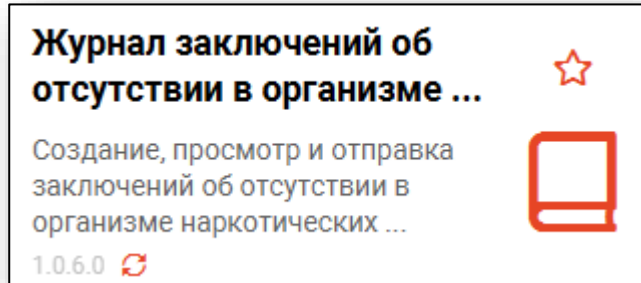 Журнал заключений об
отсутствии в организме ...
Создание, просмотр и отправка
заключений об отсутствии в
организме наркотических ...
1.0.6.0